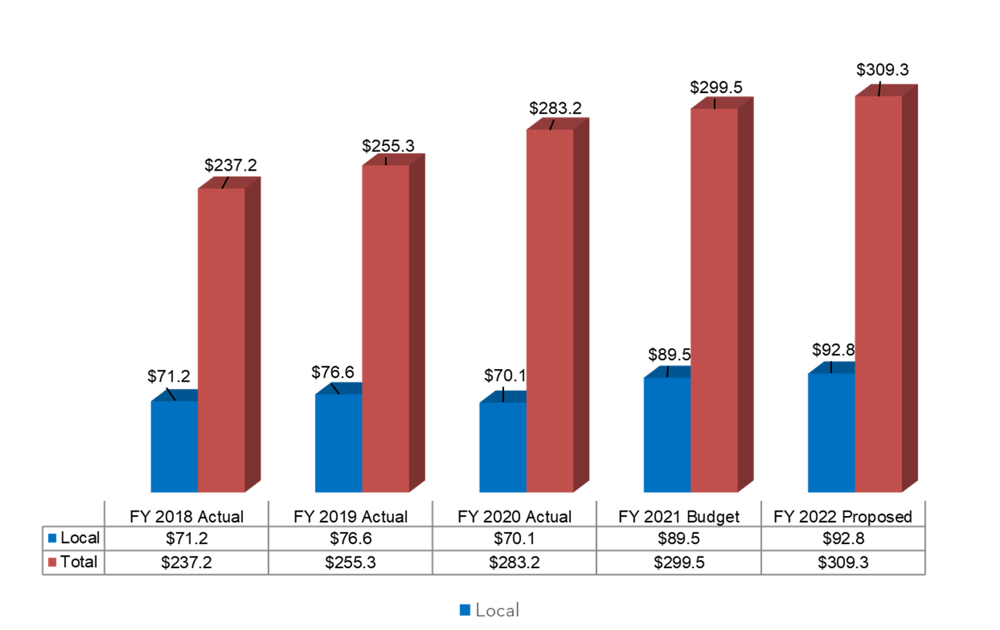 $309.3
$299.5
$283.2
$255.3
$237.2
$92.8
$89.5
$76.6
$71.2
$70.1
FY 2018 Actual FY 2019 Actual FY 2020 Actual FY 2021 Budget FY 2022 Proposed
Local $71.2 $76.6 $70.1 $89.5 $92.8
Total $237.2 $255.3 $283.2 $299.5 $309.3
Local